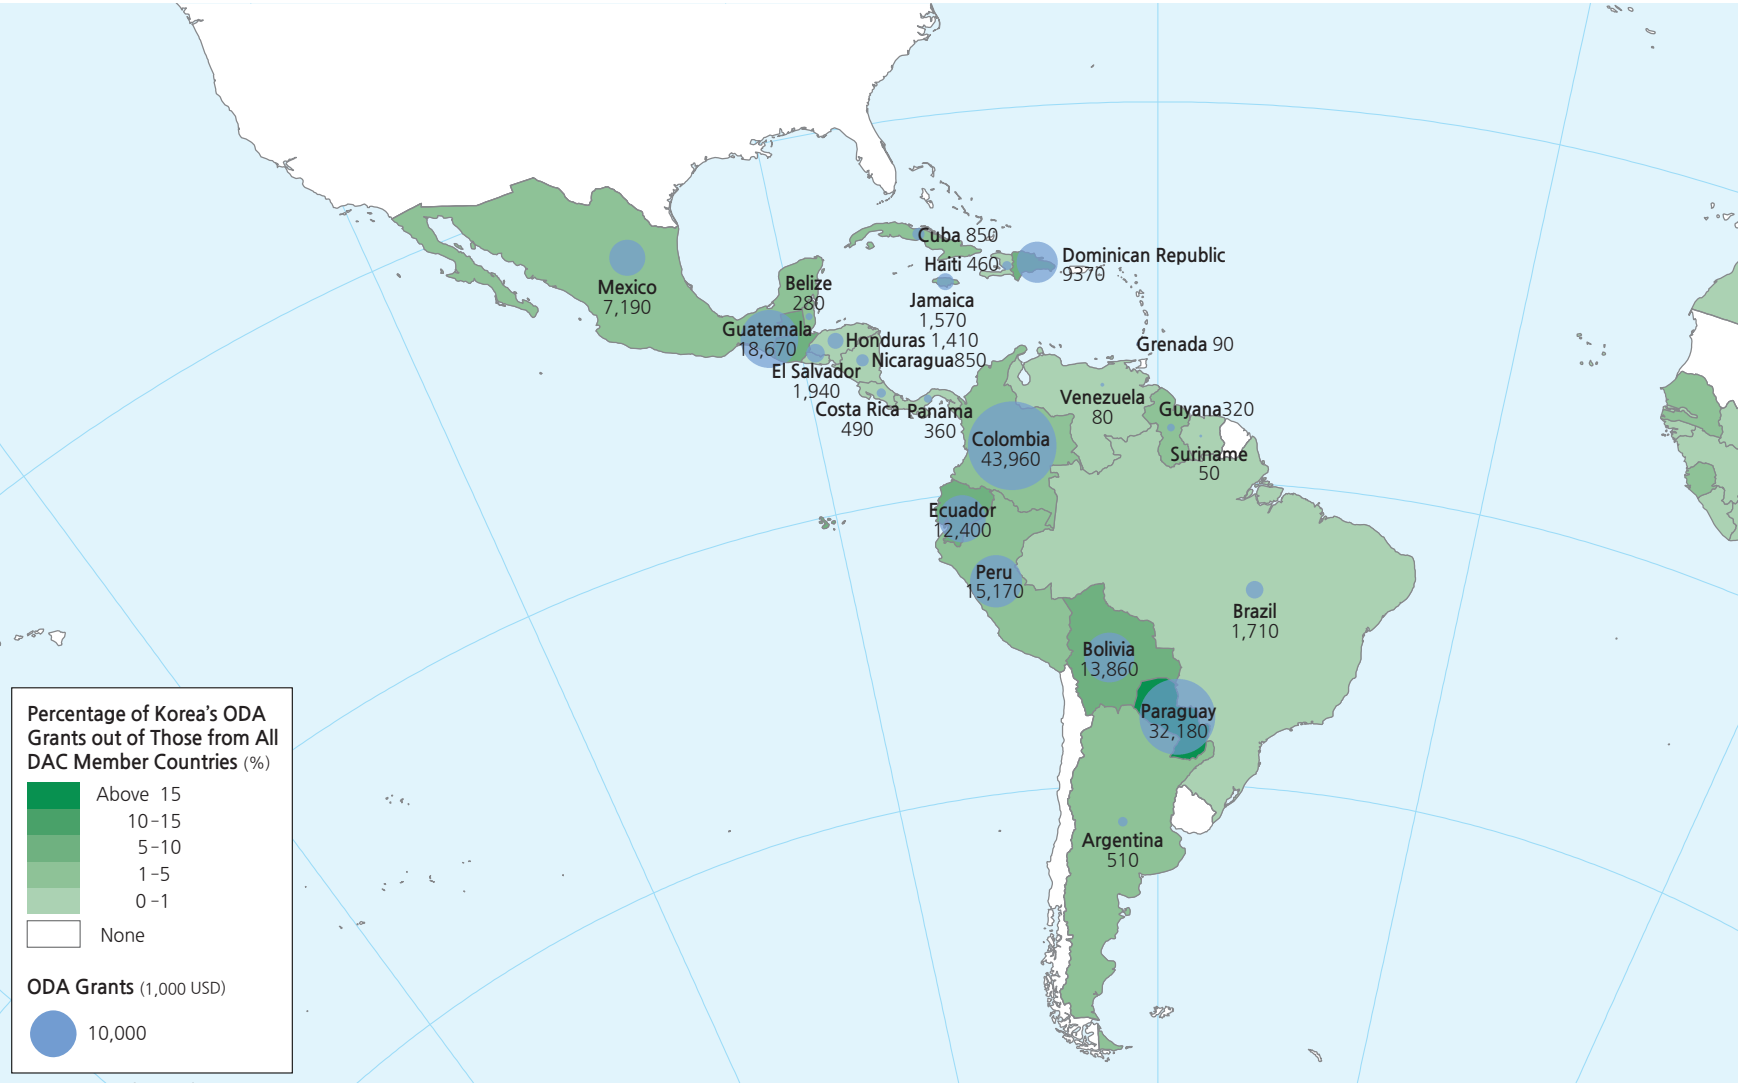 Cuba 850
Dominican Republic
9370
Haiti 460
Mexico
7,190
Belize
280
Jamaica
1,570
Guatemala
18,670
Honduras 1,410
Nicaragua850
Grenada 90
El Salvador
1,940
Costa Rica
490
Panama
360
Venezuela
80
Guyana320
Suriname
50
Colombia
43,960
Ecuador
12,400
Peru
15,170
Brazil
1,710
Bolivia
13,860
Paraguay
32,180
Argentina
510
Percentage of Korea's ODA
Grants out of Those from All
DAC Member Countries (%)
Above 15
10–15
5–10
1–5
0–1
None
ODA Grants (1,000 USD)
10,000